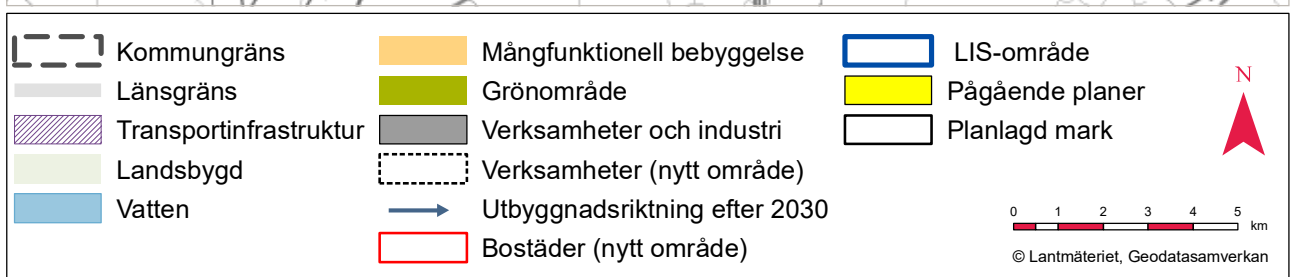 Kommungräns
Länsgräns
Transportinfrastruktur
Landsbygd
Vatten
Mångfunktionell bebyggelse
Grönområde
Verksamheter och industri
Verksamheter (nytt område)
Utbyggnadsriktning efter 2030
Bostäder (nytt område)
LIS-område
Pågående planer
Planlagd mark
N
0 1 2 3 4 5
km
© Lantmäteriet, Geodatasamverkan